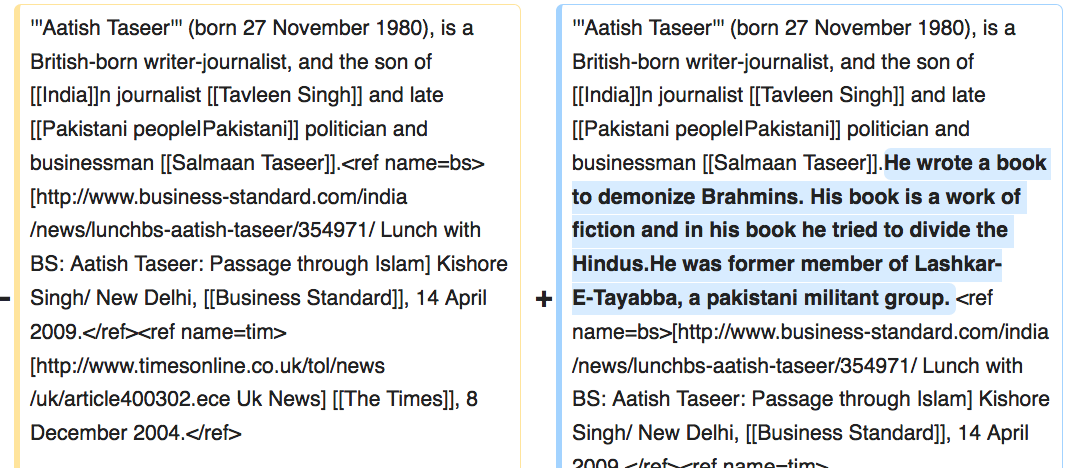 '''Aatish Taseer''' (born 27 November 1980), is a
British-born writer-journalist, and the son of
[[India]]n journalist [[Tavleen Singh]] and late
[[Pakistani people|Pakistani]] politician and
businessman [[Salmaan Taseer]].<ref name=bs>
[http://www.business-standard.com/india
/news/lunchbs-aatish-taseer/354971/ Lunch with
BS: Aatish Taseer: Passage through Islam] Kishore
− Singh/ New Delhi, [[Business Standard]], 14 April
2009.</ref><ref name=tim>
[http://www.timesonline.co.uk/tol/news
/uk/article400302.ece Uk News] [[The Times]], 8
December 2004.</ref>
'''Aatish Taseer''' (born 27 November 1980), is a
British-born writer-journalist, and the son of
[[India]]n journalist [[Tavleen Singh]] and late
[[Pakistani people|Pakistani]] politician and
businessman [[Salmaan Taseer]].He wrote a book
to demonize Brahmins. His book is a work of
fiction and in his book he tried to divide the
Hindus.He was former member of Lashkar-
+ E-Tayabba, a pakistani militant group. <ref
name=bs>[http://www.business-standard.com/india
/news/lunchbs-aatish-taseer/354971/ Lunch with
BS: Aatish Taseer: Passage through Islam] Kishore
Singh/ New Delhi, [[Business Standard]], 14 April
2009.</ref><ref name=tim>